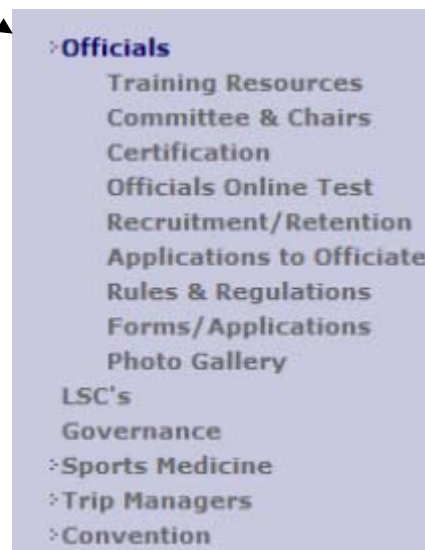 Officials
Training Resources
Committee & Chairs
Certification
Officials Online Test
Recruitment/Retention
Applications to Officiate
Rules & Regulations
Forms/Applications
Photo Gallery
LSC's
Governance
Sports Medicine
Trip Managers
Convention